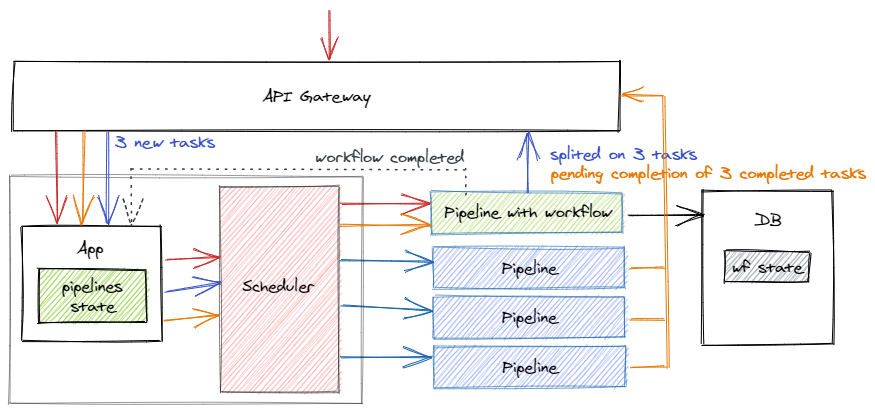 API Gateway
3 new tasks
workflow completed
splited on 3 tasks
pending completion of 3 completed tasks
Pipeline with workflow
DB
App
wf state
Pipeline
pipelines
state
Scheduler
Pipeline
Pipeline